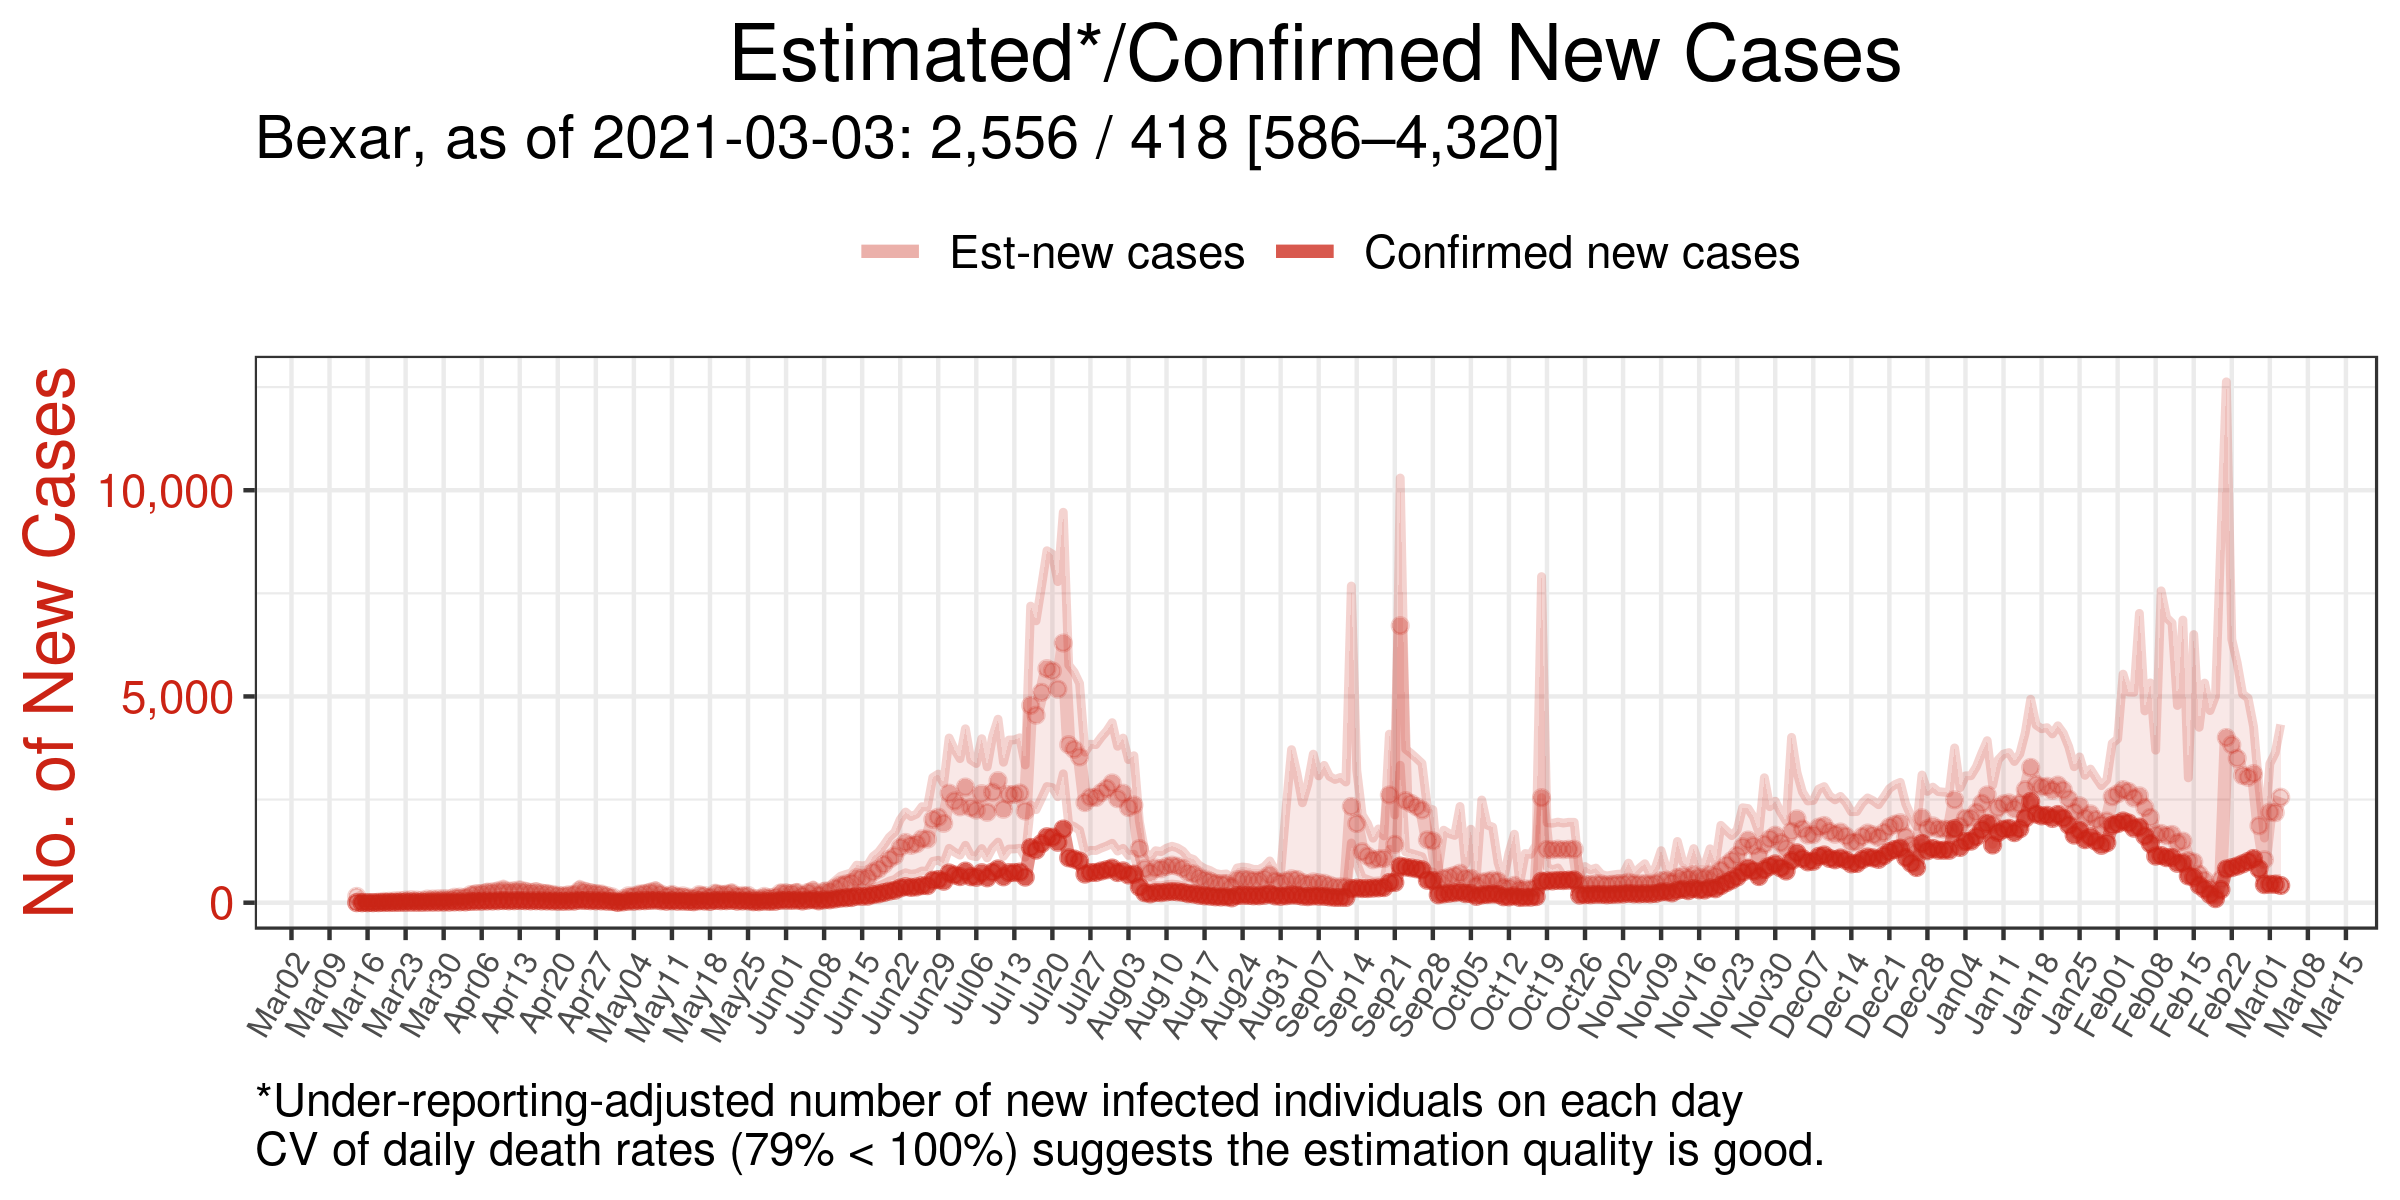 Estimated*/Confirmed New Cases
Bexar, as of 2021-03-03: 2,556 / 418 [586–4,320]
Est-new cases
Confirmed new cases
No. of New Cases
10,000
5,000
0
Mar02
Mar09
Mar16
Mar23
Mar30
Apr06
Apr13
Apr20
Apr27
May04
May11
May18
May25
Jun01
Jun08
Jun15
Jun22
Jun29
Jul06
Jul13
Jul20
Jul27
Aug03
Aug10
Aug17
Aug24
Aug31
Sep07
Sep14
Sep21
Sep28
Oct05
Oct12
Oct19
Oct26
Nov02
Nov09
Nov16
Nov23
Nov30
Dec07
Dec14
Dec21
Dec28
Jan04
Jan11
Jan18
Jan25
Feb01
Feb08
Feb15
Feb22
Mar01
Mar08
Mar15
*Under-reporting-adjusted number of new infected individuals on each day
CV of daily death rates (79% < 100%) suggests the estimation quality is good.